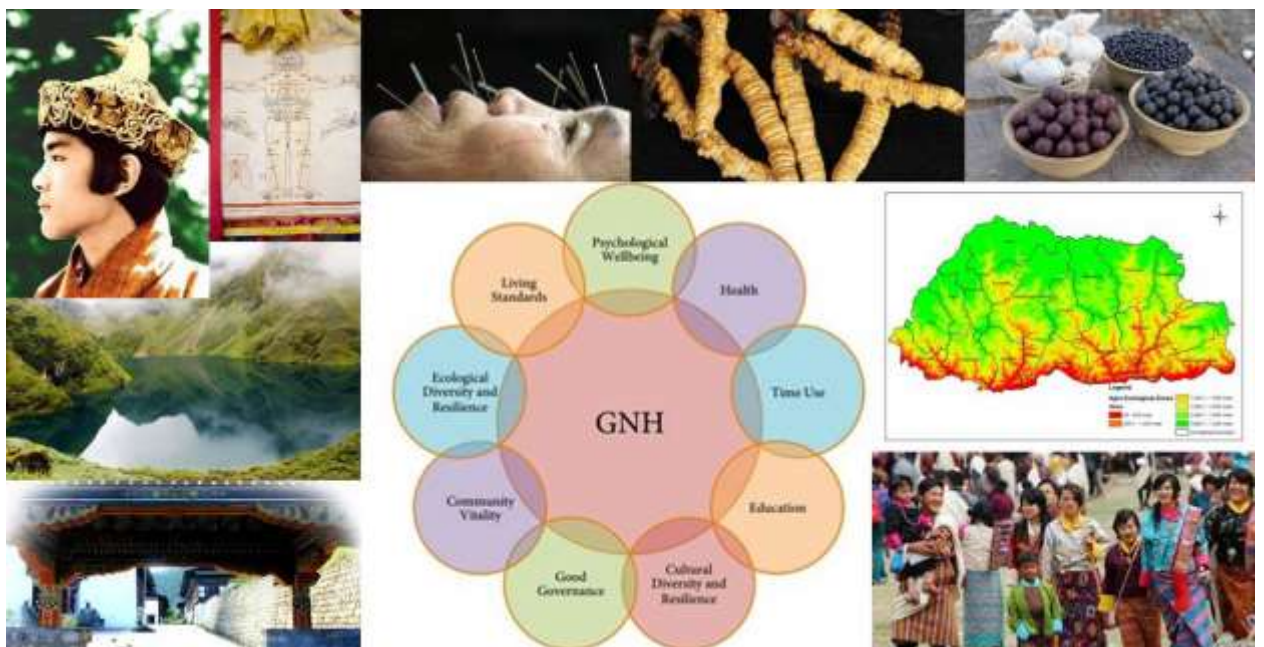 Psychological
Wellbeing
Living
Standards
Health
Ecological
Diversity and
Resilience
Time Use
GNH
Community
Vitality
Education
Good
Governance
Cultural
Diversity and
Resilience
Legend